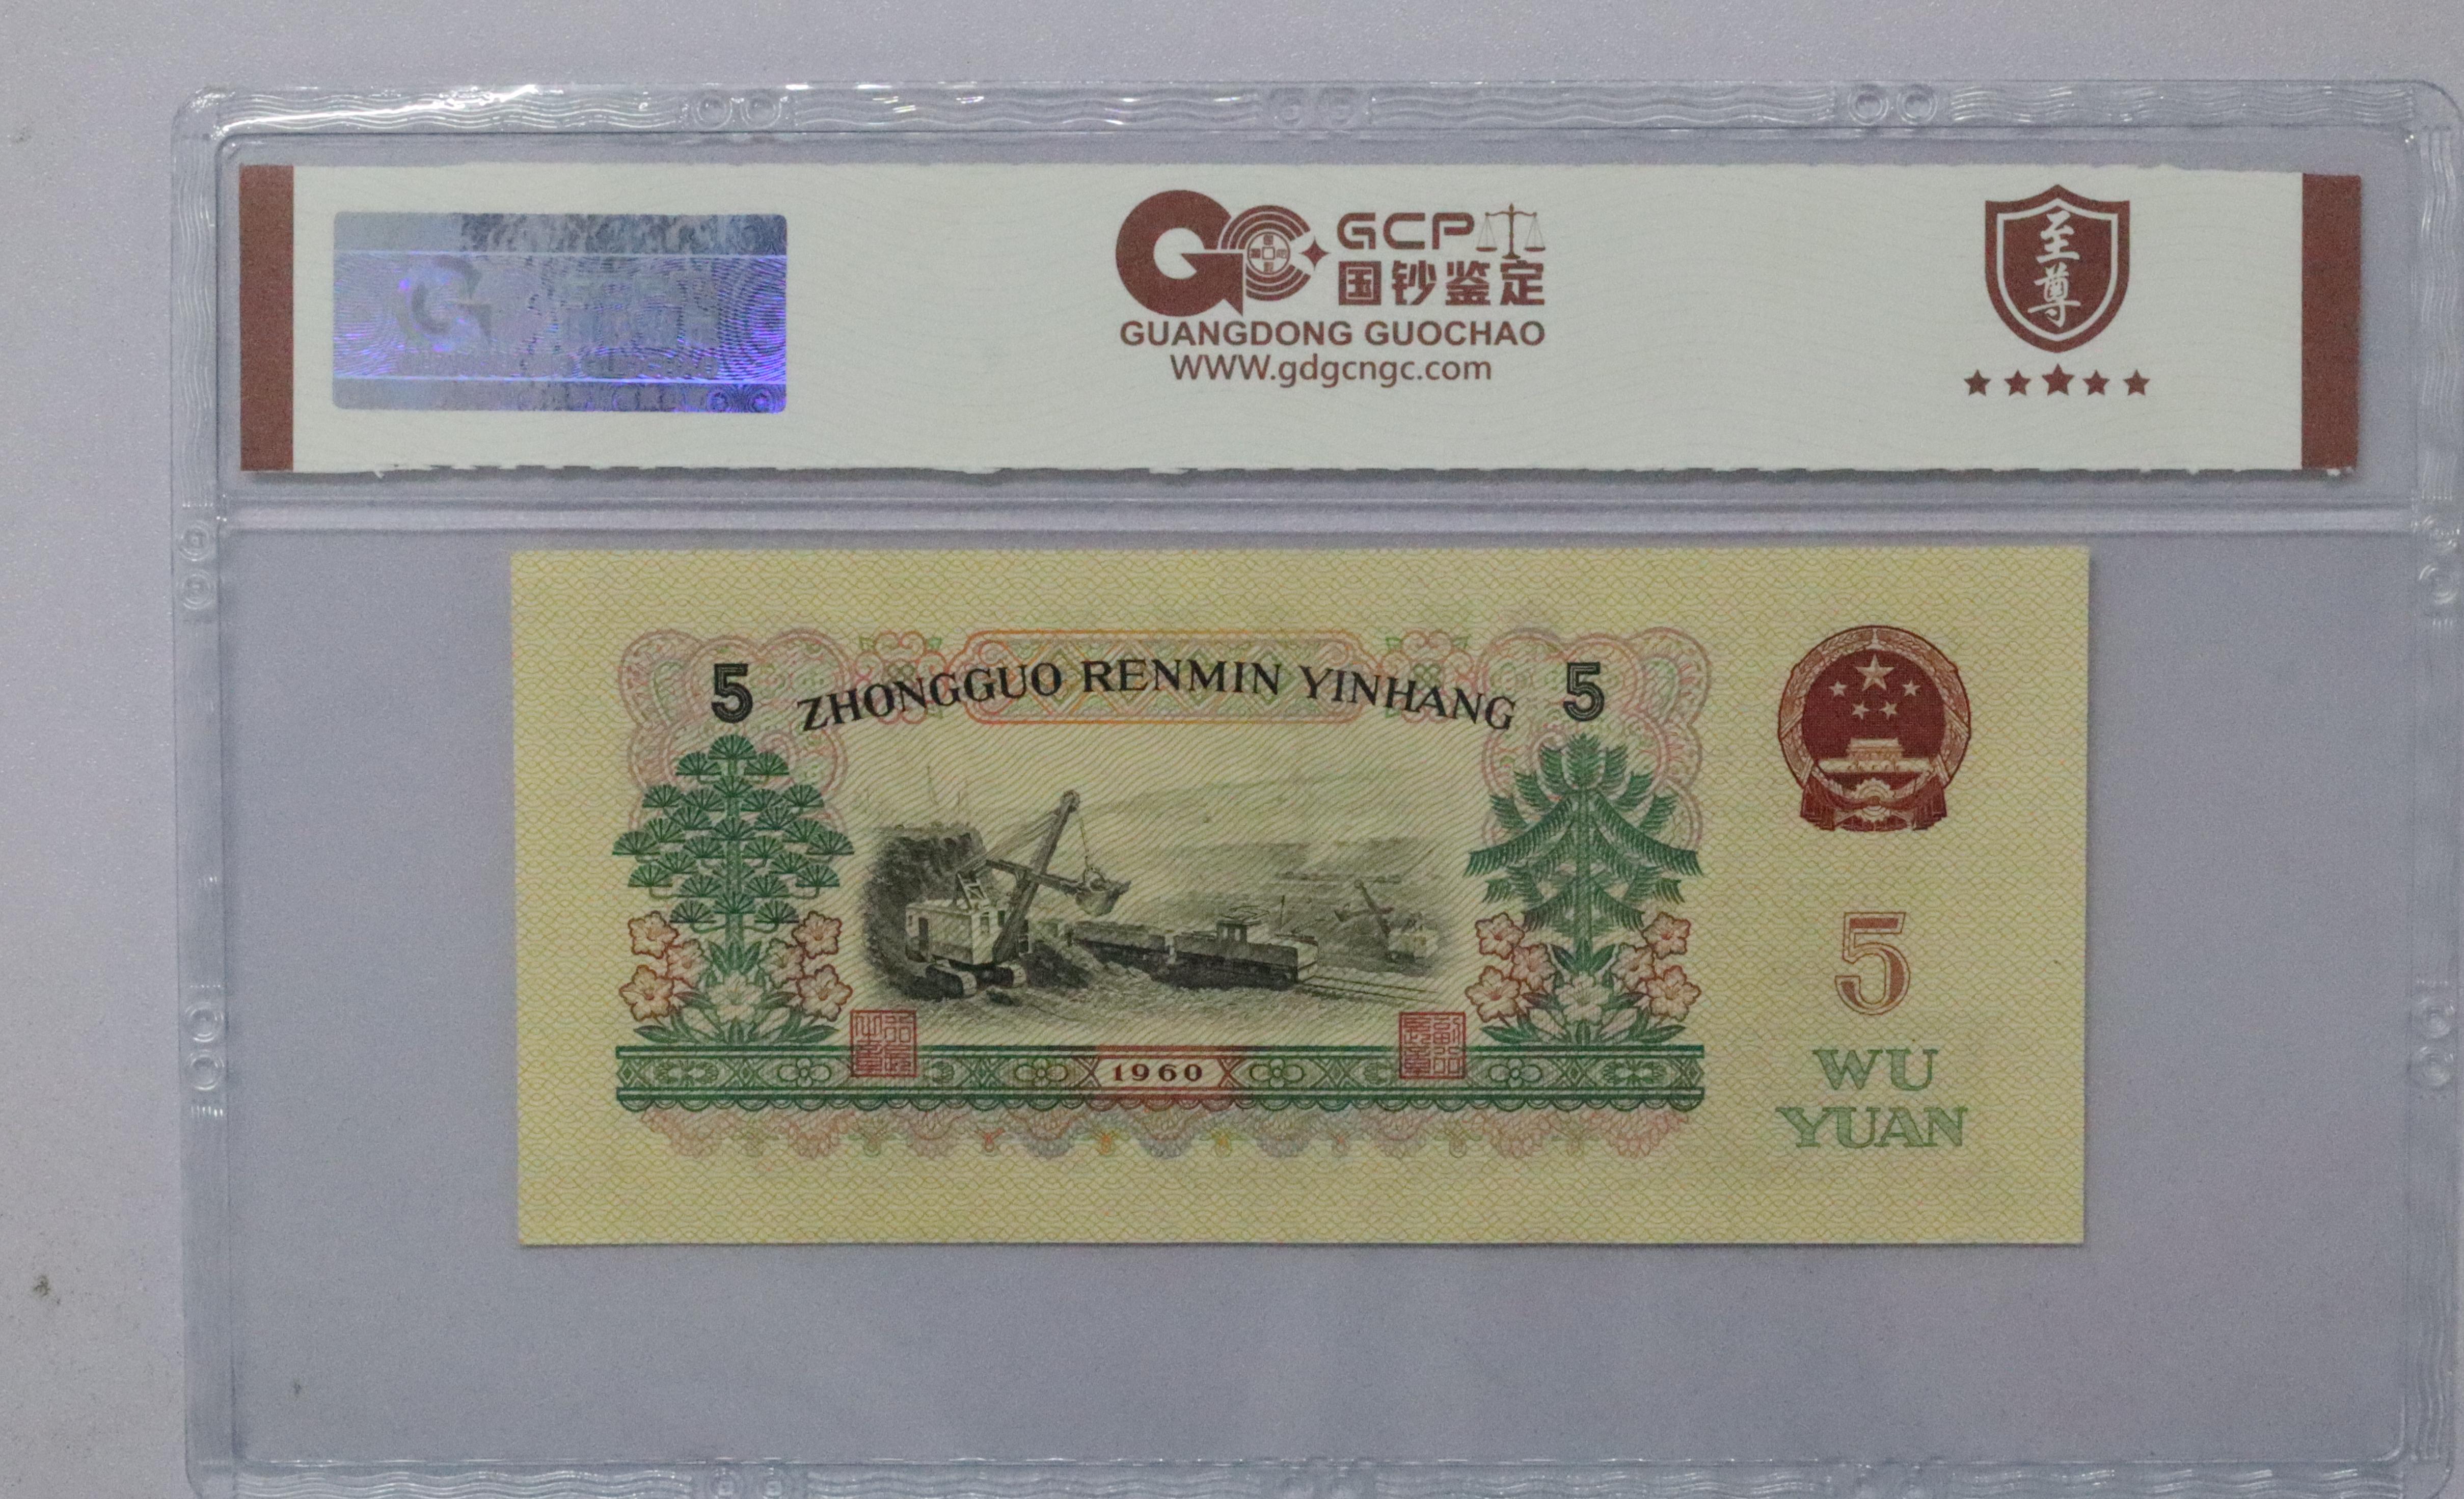 GCP
国钞鉴定
GUANGDONG GUOCHAO
WWW.gdgcngc.com
至尊
5 ZHONGGUO RENMIN YINHANG 5
1960
5
WU
YUAN